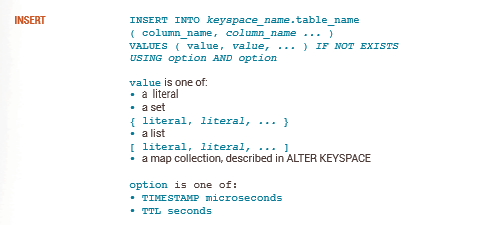 INSERT
INSERT INTO keyspace_name.table_name
( column_name, column_name ... )
VALUES ( value, value, ... ) IF NOT EXISTS
USING option AND option
value is one of:
• a literal
• a set
{ literal, literal, ... }
• a list
[ literal, literal, ... ]
• a map collection, described in ALTER KEYSPACE
option is one of:
• TIMESTAMP microseconds
• TTL seconds